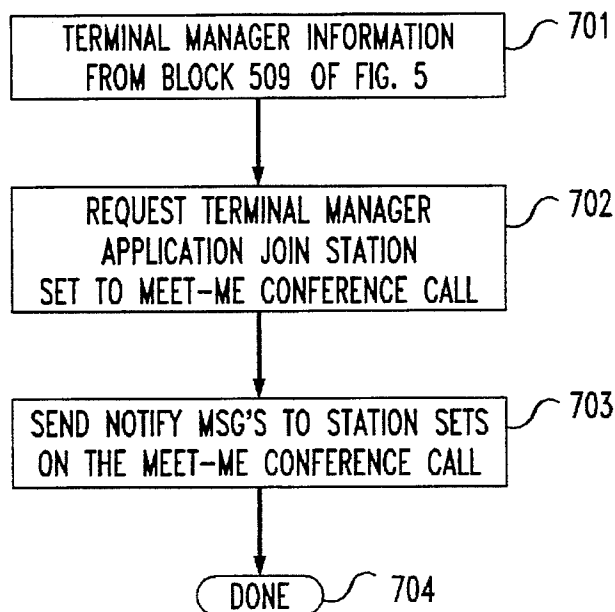 TERMINAL MANAGER INFORMATION
FROM BLOCK 509 OF FIG. 5
701
REQUEST TERMINAL MANAGER
APPLICATION JOIN STATION
SET TO MEET-ME CONFERENCE CALL
702
SEND NOTIFY MSG'S TO STATION SETS
ON THE MEET-ME CONFERENCE CALL
703
DONE
704